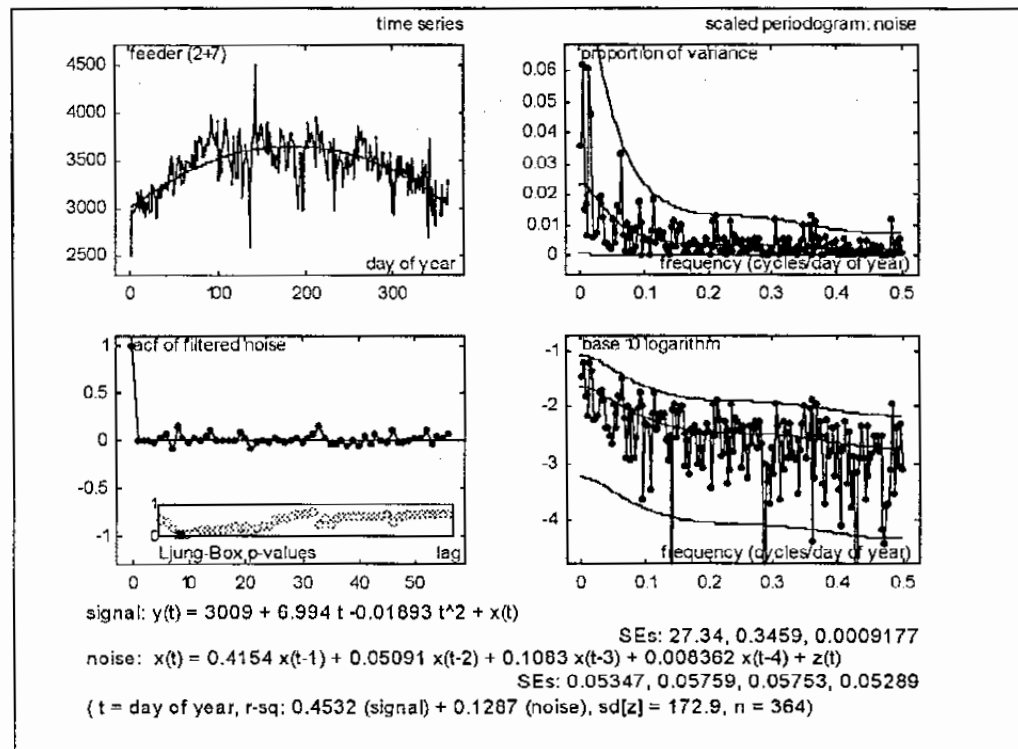 time series
scaled periodogram: noise
feeder (2+7)
proportion of variance
4500
4000
3500
3000
2500
day of year
0 100 200 300
0.06
0.05
0.04
0.03
0.02
0.01
0
frequency (cycles/day of year)
0 0.1 0.2 0.3 0.4 0.5
acf of filtered noise
1
0.5
0
-0.5
-1
1
0
Ljung-Box p-values
lag
0 10 20 30 40 50
base 10 logarithm
-1
-2
-3
-4
frequency (cycles/day of year)
0 0.1 0.2 0.3 0.4 0.5
signal: y(t) = 3009 + 6.994 t -0.01893 t^2 + x(t)
SEs: 27.34, 0.3459, 0.0009177
noise: x(t) = 0.4154 x(t-1) + 0.05091 x(t-2) + 0.1083 x(t-3) + 0.008362 x(t-4) + z(t)
SEs: 0.05347, 0.05759, 0.05753, 0.05289
( t = day of year, r-sq: 0.4532 (signal) + 0.1287 (noise), sd[z] = 172.9, n = 364)